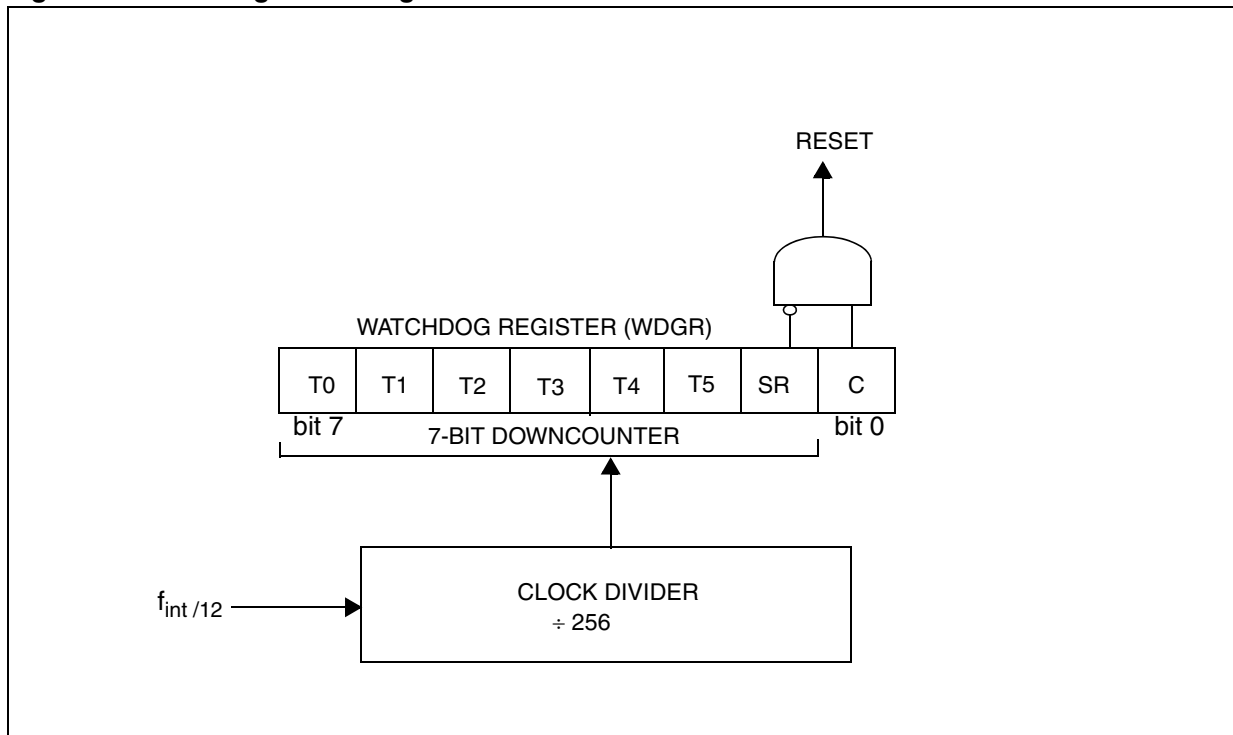 RESET
WATCHDOG REGISTER (WDGR)
T0 T1 T2 T3 T4 T5 SR C
bit 7 bit 0
7-BIT DOWNCOUNTER
fint /12
CLOCK DIVIDER
÷ 256